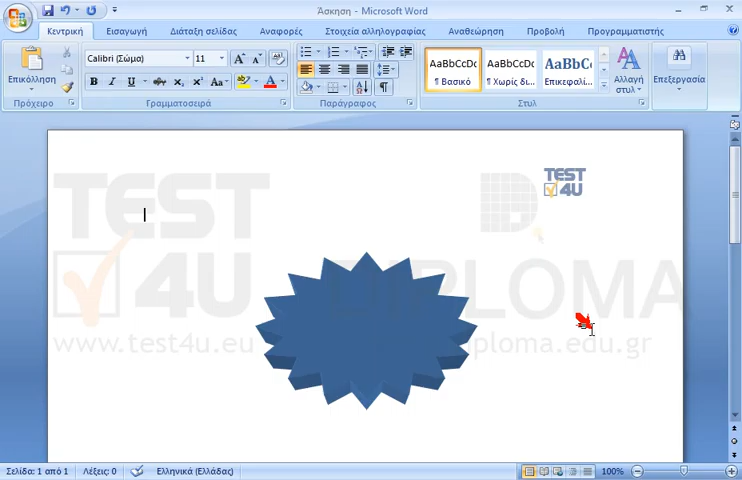 Άσκηση - Microsoft Word
Κεντρική Εισαγωγή Διάταξη σελίδας Αναφορές Στοιχεία αλληλογραφίας Αναθεώρηση Προβολή Προγραμματιστής
Calibri (Σώμα) 11
AaBbCcDc AaBbCcDc AaBbCc
Επικόλληση ¶ Βασικό ¶ Χωρίς δι... Επικεφαλί... Αλλαγή στυλ Επεξεργασία
Πρόχειρο Γραμματοσειρά Παράγραφος Στυλ
TEST
4U
TEST 4U DIPLOMA
www.test4u.eu diploma.edu.gr
Σελίδα: 1 από 1 Λέξεις: 0 Ελληνικά (Ελλάδας) 100%